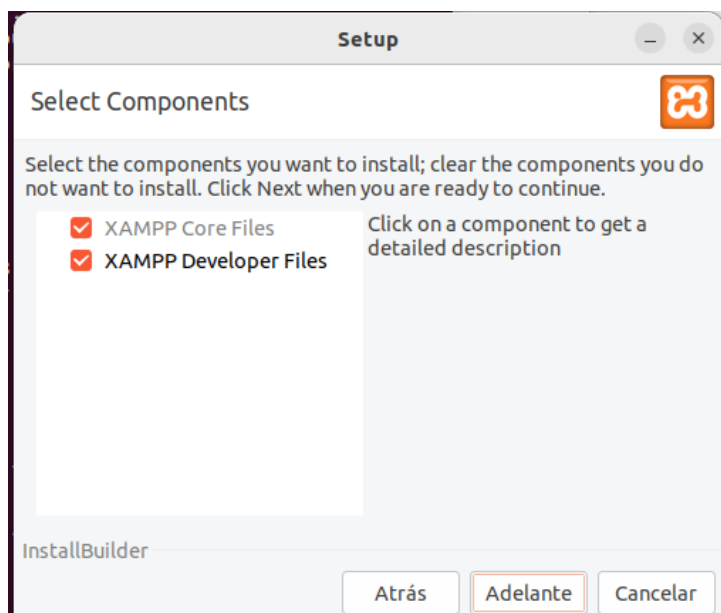 Setup
Select Components
Select the components you want to install; clear the components you do
not want to install. Click Next when you are ready to continue.
XAMPP Core Files
XAMPP Developer Files
Click on a component to get a
detailed description
InstallBuilder
Atrás
Adelante
Cancelar